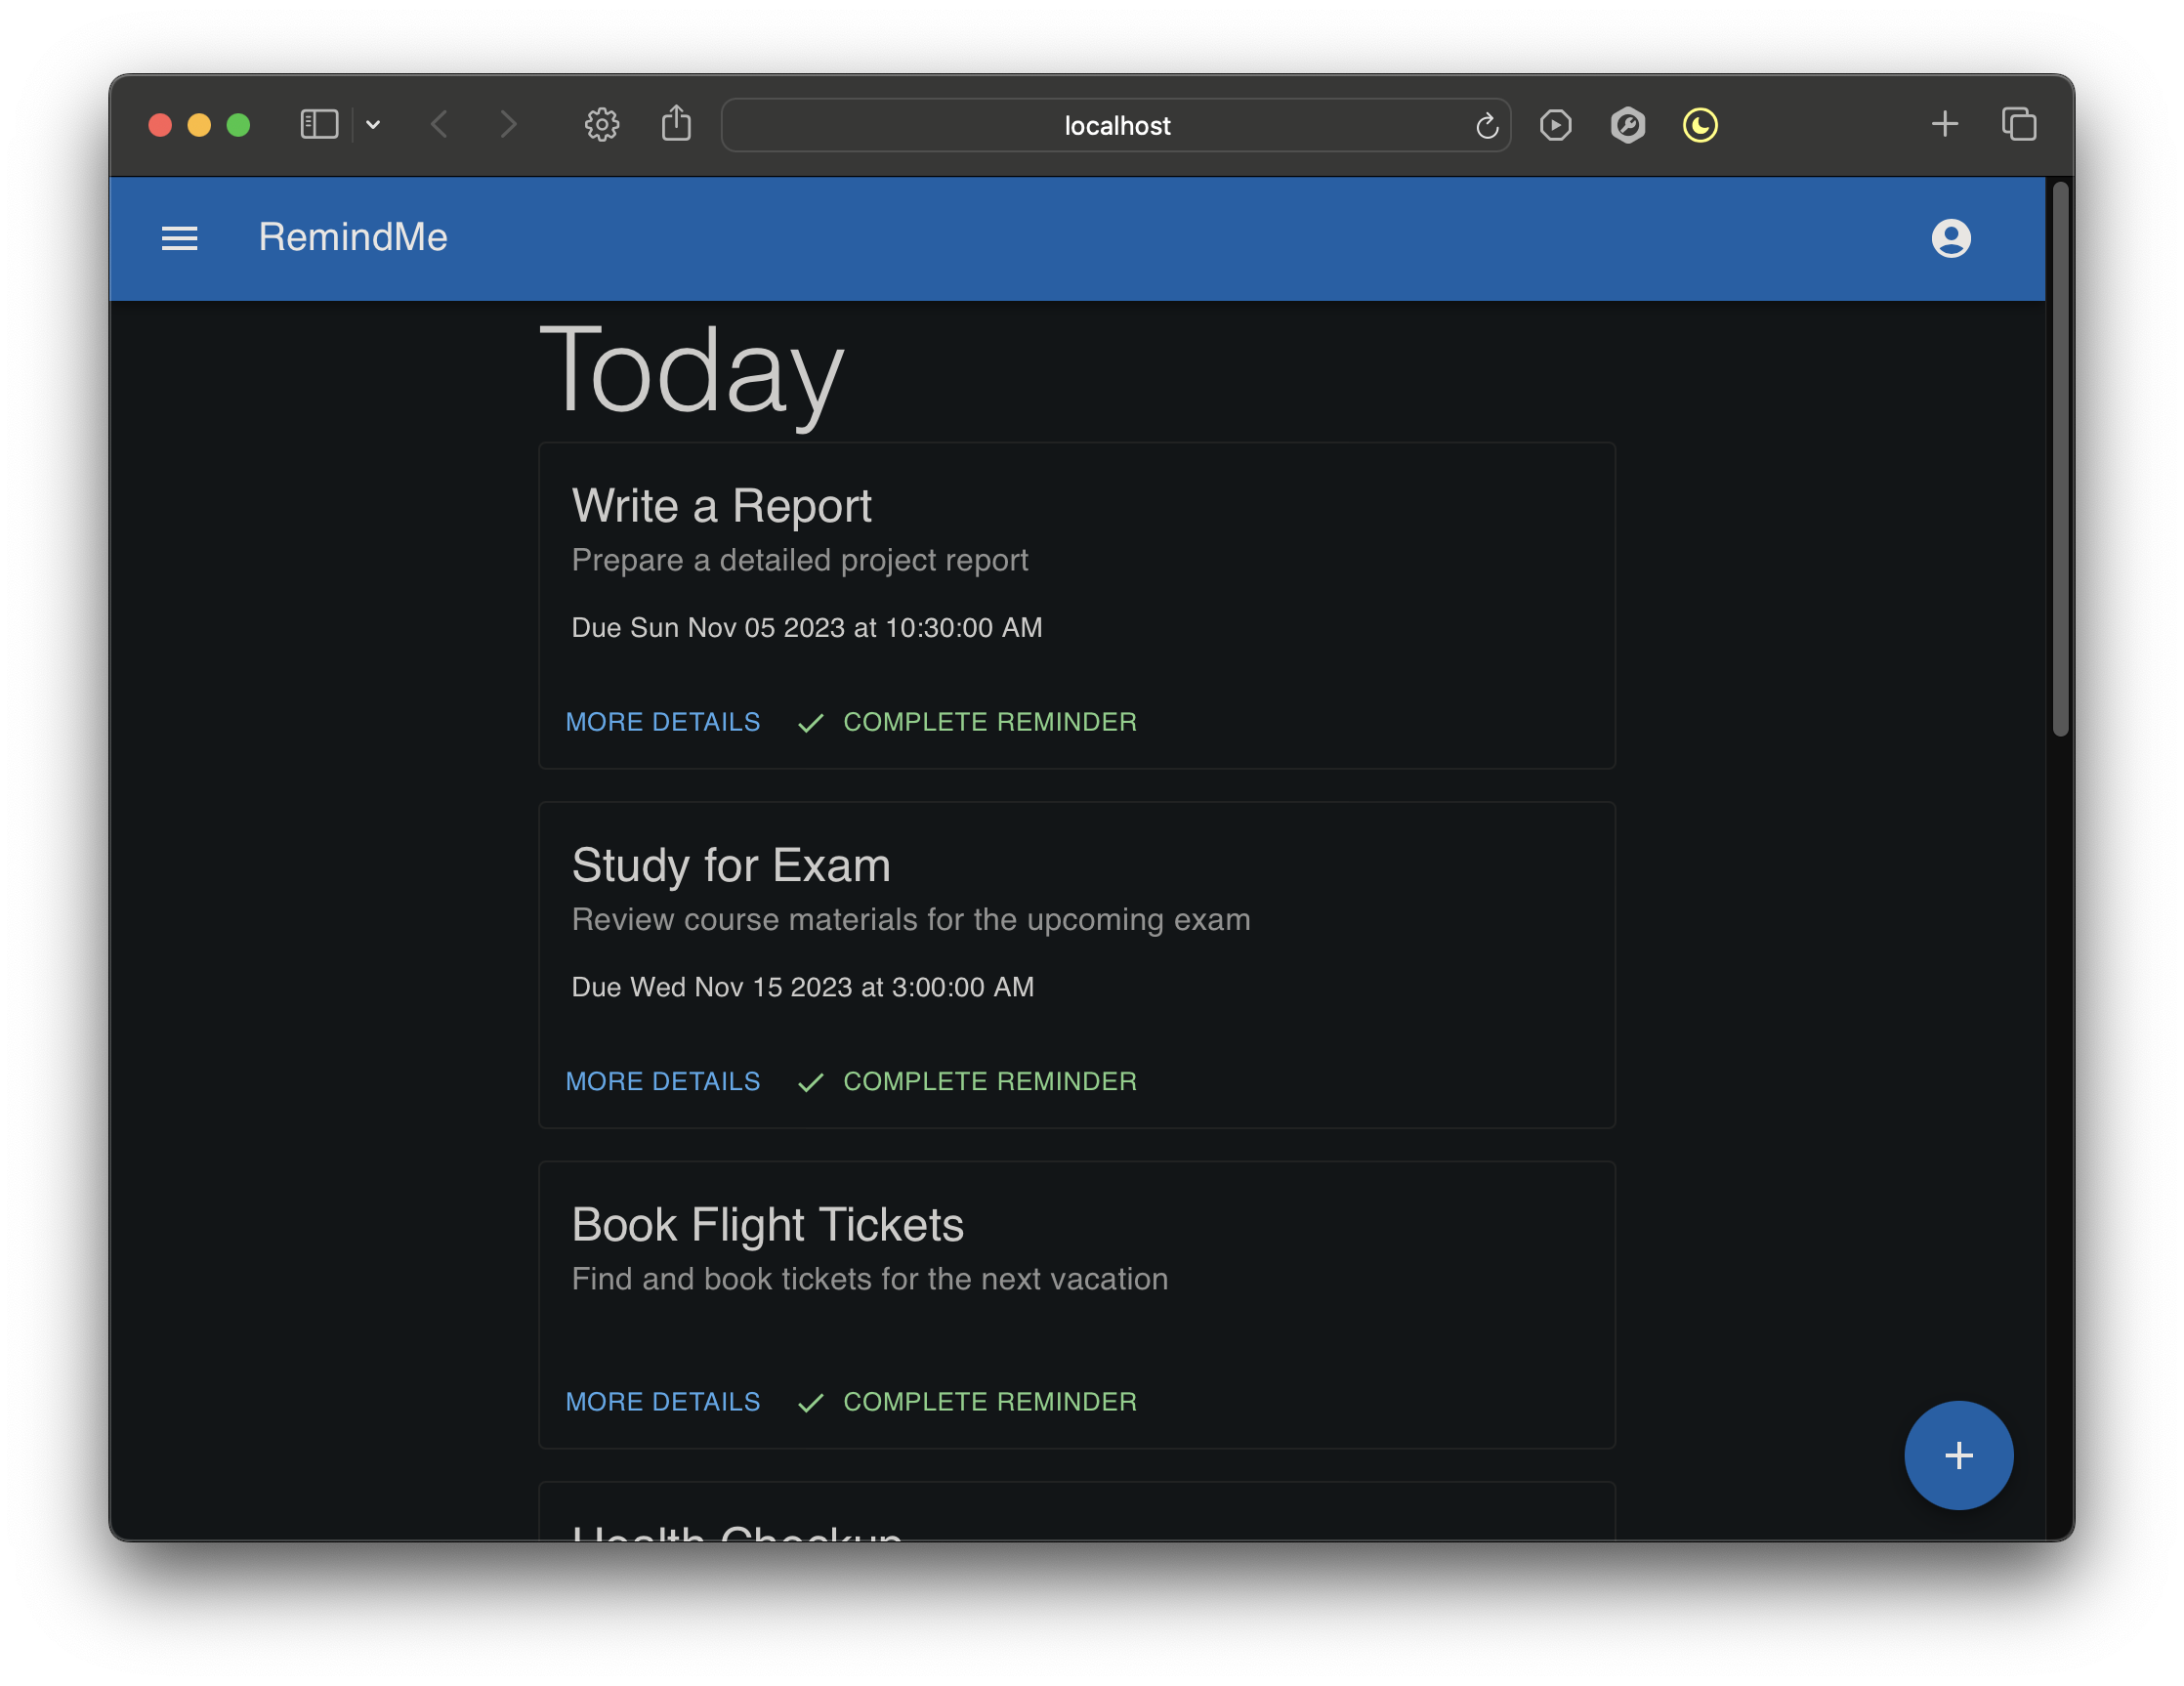 localhost
RemindMe
Today
Write a Report
Prepare a detailed project report
Due Sun Nov 05 2023 at 10:30:00 AM
MORE DETAILS COMPLETE REMINDER
Study for Exam
Review course materials for the upcoming exam
Due Wed Nov 15 2023 at 3:00:00 AM
MORE DETAILS COMPLETE REMINDER
Book Flight Tickets
Find and book tickets for the next vacation
MORE DETAILS COMPLETE REMINDER
Health Checkup